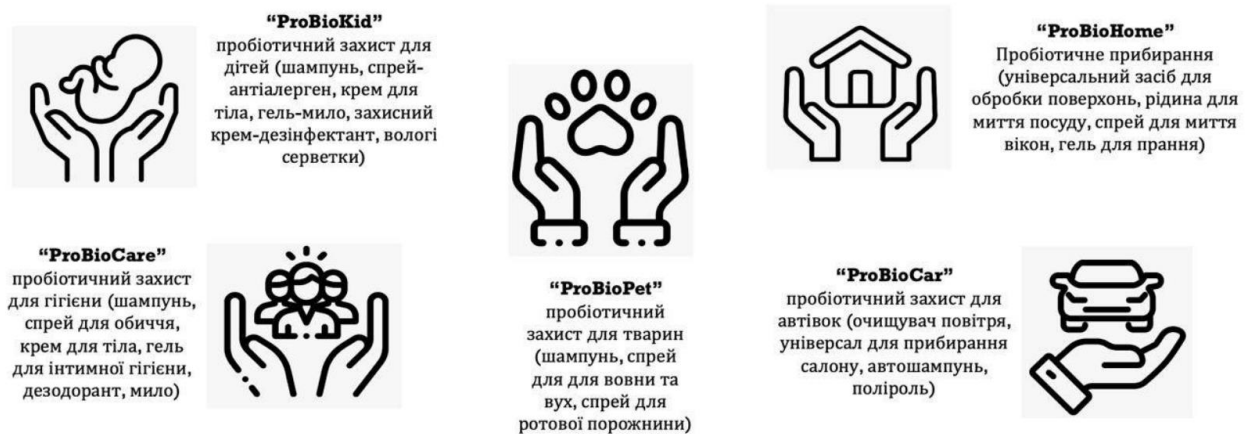 “ProBioKid”
пробіотичний захист для
дітей (шампунь, спрей-
антіалерген, крем для
тіла, гель-мило, захисний
крем-дезінфектант, вологі
серветки)
“ProBioHome”
Пробіотичне прибирання
(універсальний засіб для
обробки поверхонь, рідина для
миття посуду, спрей для миття
вікон, гель для прання)
“ProBioCare”
пробіотичний захист
для гігієни (шампунь,
спрей для обиччя,
крем для тіла, гель
для інтимної гігієни,
дезодорант, мило)
“ProBioPet”
пробіотичний
захист для тварин
(шампунь, спрей
для для вовни та
вух, спрей для
ротової порожнини)
“ProBioCar”
пробіотичний захист для
автівок (очищувач повітря,
універсал для прибирання
салону, автошампунь,
поліроль)